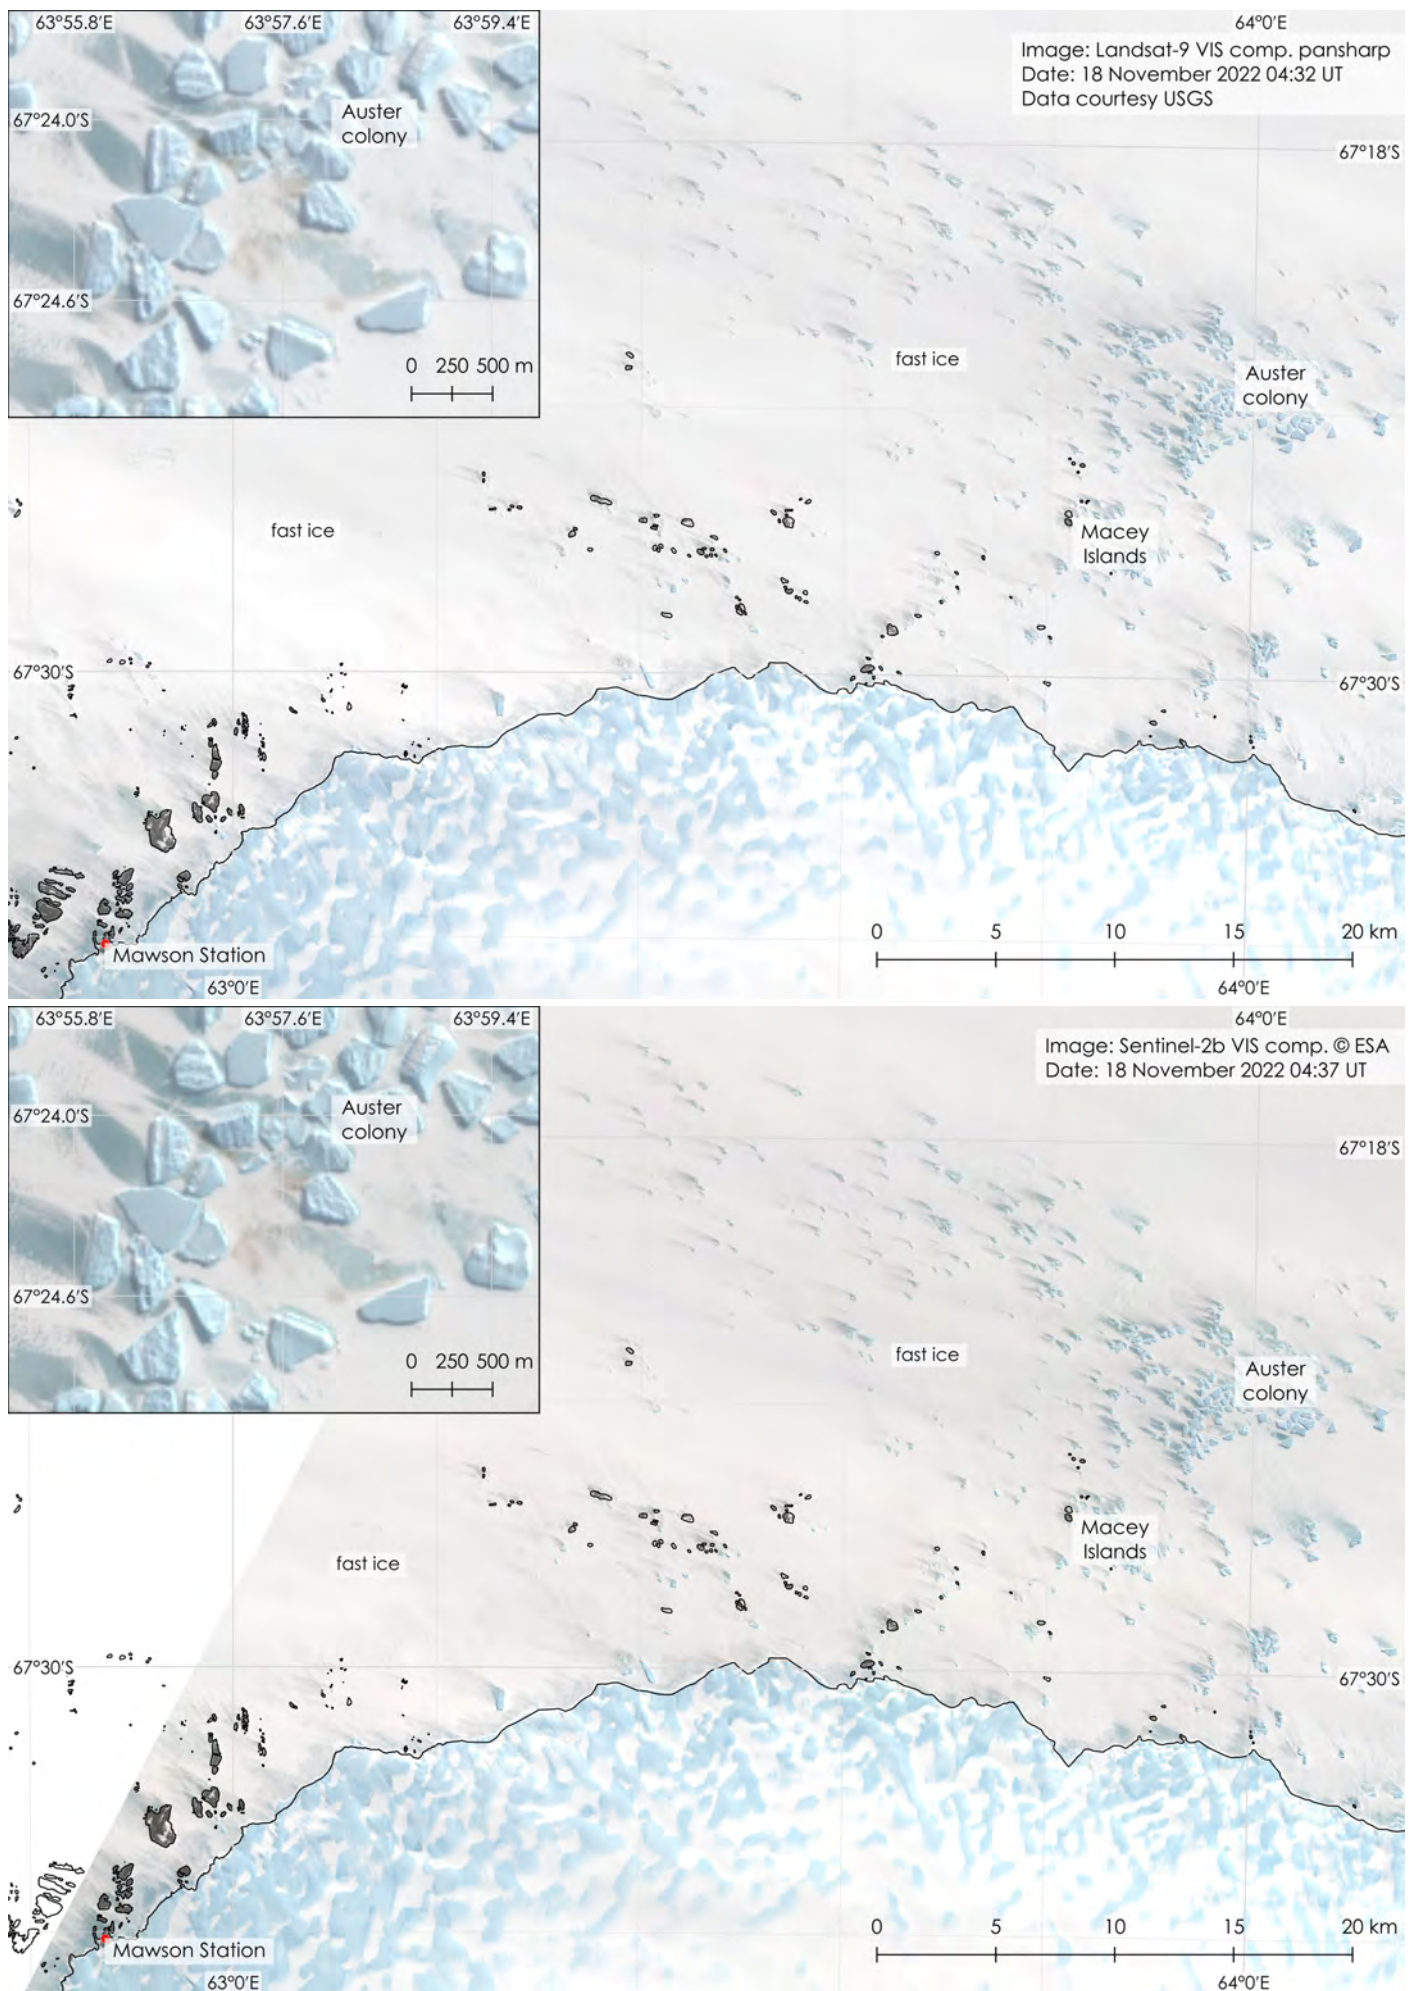 63°55.8'E 63°57.6'E 63°59.4'E
67°24.0'S
Auster
colony
67°24.6'S
0 250 500 m
64°0'E
Image: Landsat-9 VIS comp. pansharp
Date: 18 November 2022 04:32 UT
Data courtesy USGS
67°18'S
fast ice
Auster
colony
fast ice
Macey
Islands
67°30'S
67°30'S
Mawson Station
0 5 10 15 20 km
63°0'E
64°0'E
63°55.8'E 63°57.6'E 63°59.4'E
67°24.0'S
Auster
colony
67°24.6'S
0 250 500 m
64°0'E
Image: Sentinel-2b VIS comp. © ESA
Date: 18 November 2022 04:37 UT
67°18'S
fast ice
Auster
colony
Macey
Islands
fast ice
67°30'S
67°30'S
Mawson Station
0 5 10 15 20 km
63°0'E
64°0'E